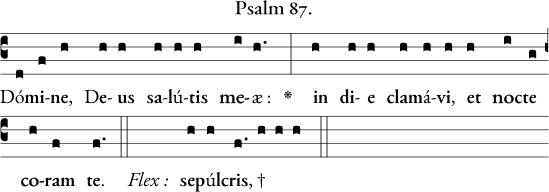 Psalm 87.
Dómi-ne, De-us sa-lú-tis me-æ : * in di-e clamá-vi, et nocte
co-ram te. Flex : sepúlcris, †